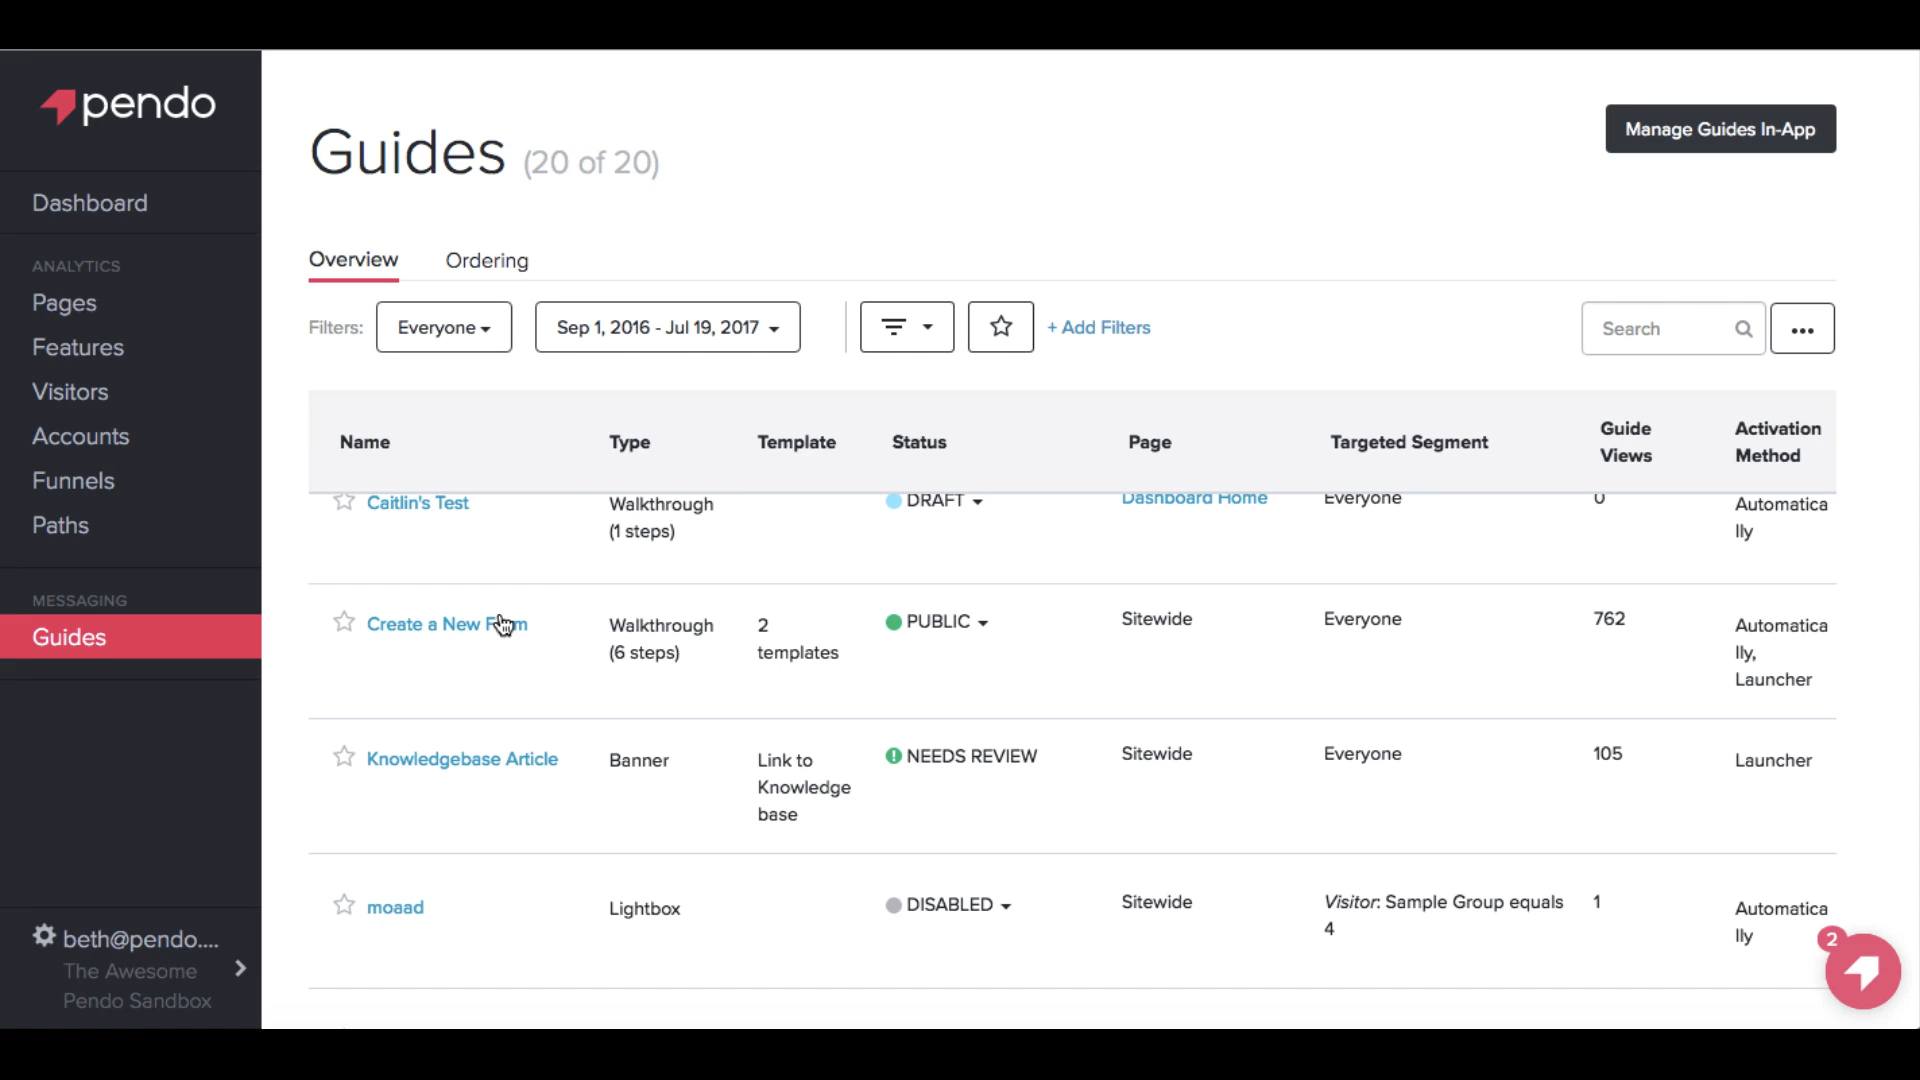 pendo
Manage Guides In-App
Guides (20 of 20)
Dashboard
ANALYTICS
Pages
Features
Visitors
Accounts
Funnels
Paths
MESSAGING
Guides
beth@pendo....
The Awesome
Pendo Sandbox
Overview Ordering
Filters: Everyone Sep 1, 2016 - Jul 19, 2017 + Add Filters Search
Name Type Template Status Page Targeted Segment Guide Views Activation Method
Caitlin's Test Walkthrough (1 steps) DRAFT Dashboard Home Everyone 0 Automatica
lly
Create a New Walkthrough (6 steps) 2 templates PUBLIC Sitewide Everyone 762 Automatica
lly,
Launcher
Knowledgebase Article Banner Link to Knowledge base NEEDS REVIEW Sitewide Everyone 105 Launcher
moaad Lightbox DISABLED Sitewide Visitor: Sample Group equals 4 1 Automatica
lly
2